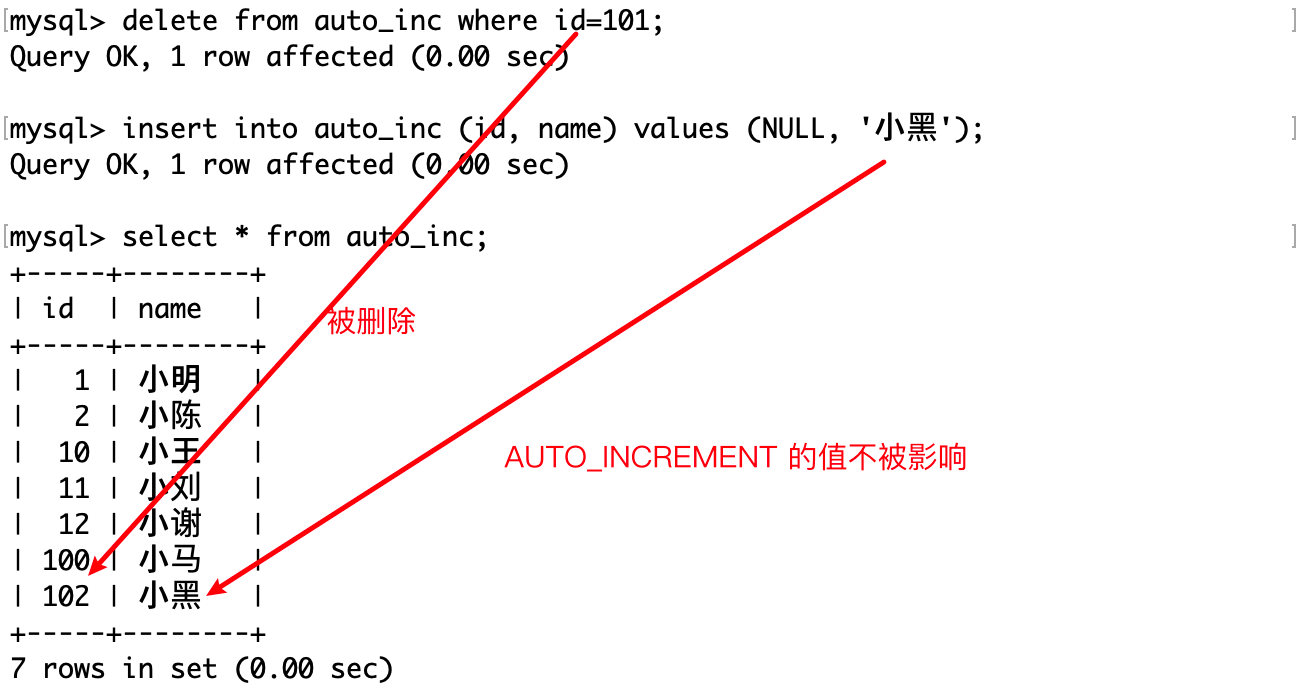 mysql> delete from auto_inc where id=101;
Query OK, 1 row affected (0.00 sec)
mysql> insert into auto_inc (id, name) values (NULL, '小黑');
Query OK, 1 row affected (0.00 sec)
mysql> select * from auto_inc;
+-----+--------+
| id  | name   |
被删除
+-----+--------+
|   1 | 小明   |
|   2 | 小陈   |
|  10 | 小王   |
AUTO_INCREMENT 的值不被影响
|  11 | 小刘   |
|  12 | 小谢   |
| 100 | 小马   |
| 102 | 小黑   |
+-----+--------+
7 rows in set (0.00 sec)